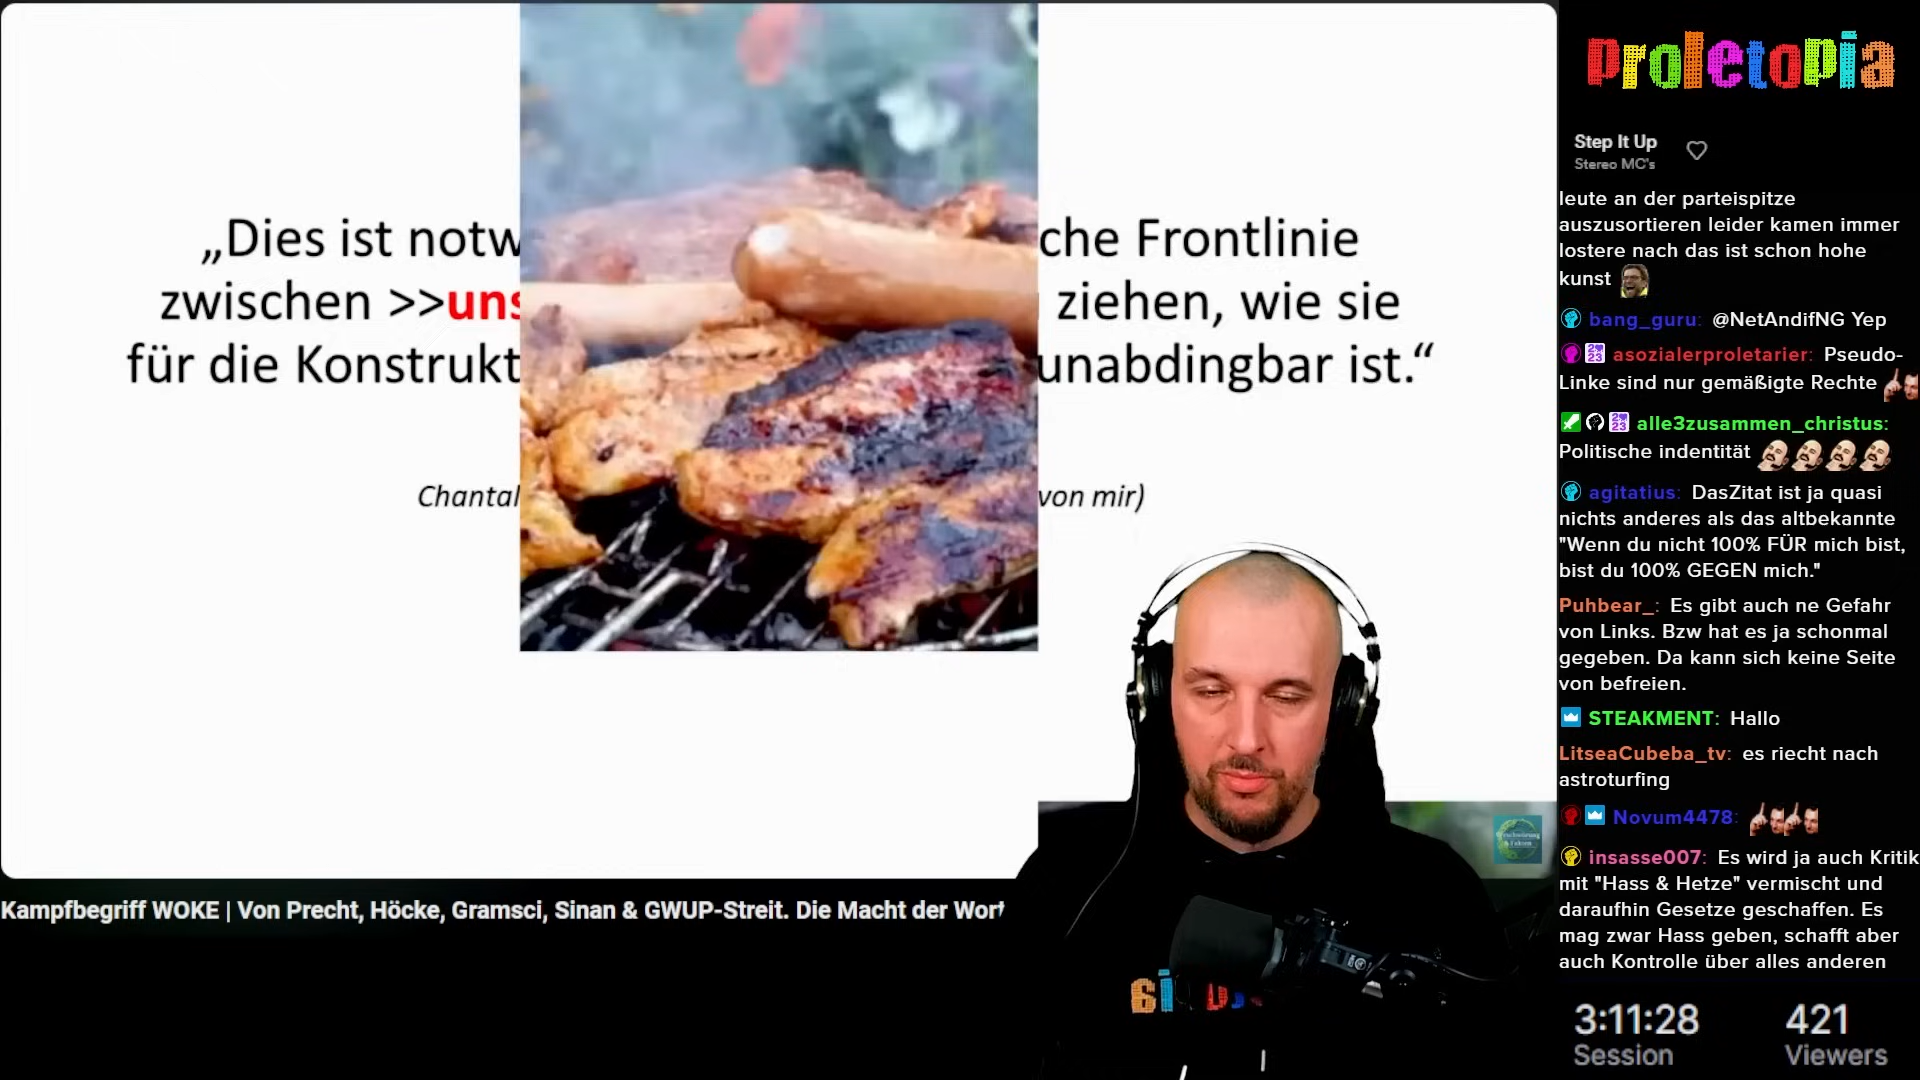 „Dies ist notw che Frontlinie
zwischen >>uns ziehen, wie sie
für die Konstrukt unabdingbar ist.“
Chantal von mir)
Kampfbegriff WOKE | Von Precht, Höcke, Gramsci, Sinan & GWUP-Streit. Die Macht der Wort
Proletopia
Step It Up
Stereo MC's
leute an der parteispitze
auszusortieren leider kamen immer
lostere nach das ist schon hohe
kunst
bang_guru: @NetAndifNG Yep
asozialerproletarier: Pseudo-
Linke sind nur gemäßigte Rechte
alle3zusammen_christus:
Politische indentität
agitatius: DasZitat ist ja quasi
nichts anderes als das altbekannte
"Wenn du nicht 100% FÜR mich bist,
bist du 100% GEGEN mich."
Puhbear_: Es gibt auch ne Gefahr
von Links. Bzw hat es ja schonmal
gegeben. Da kann sich keine Seite
von befreien.
STEAKMENT: Hallo
LitseaCubeba_tv: es riecht nach
astroturfing
Novum4478:
insasse007: Es wird ja auch Kritik
mit "Hass & Hetze" vermischt und
daraufhin Gesetze geschaffen. Es
mag zwar Hass geben, schafft aber
auch Kontrolle über alles anderen
3:11:28 421
Session Viewers